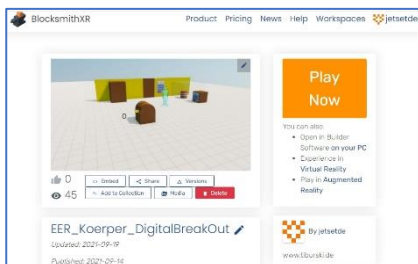 BlocksmithXR Product Pricing News Help Workspaces jetsetde
0
0
45
Embed Share Versions
Add to Collection Media Delete
EER_Koerper_DigitalBreakOut
Updated: 2021-09-19
Published: 2021-09-14
Play
Now
You can also
• Open in Builder
Software on your PC
• Experience in
Virtual Reality
• Play in Augmented
Reality
By jetsetde
www.tiburski.de